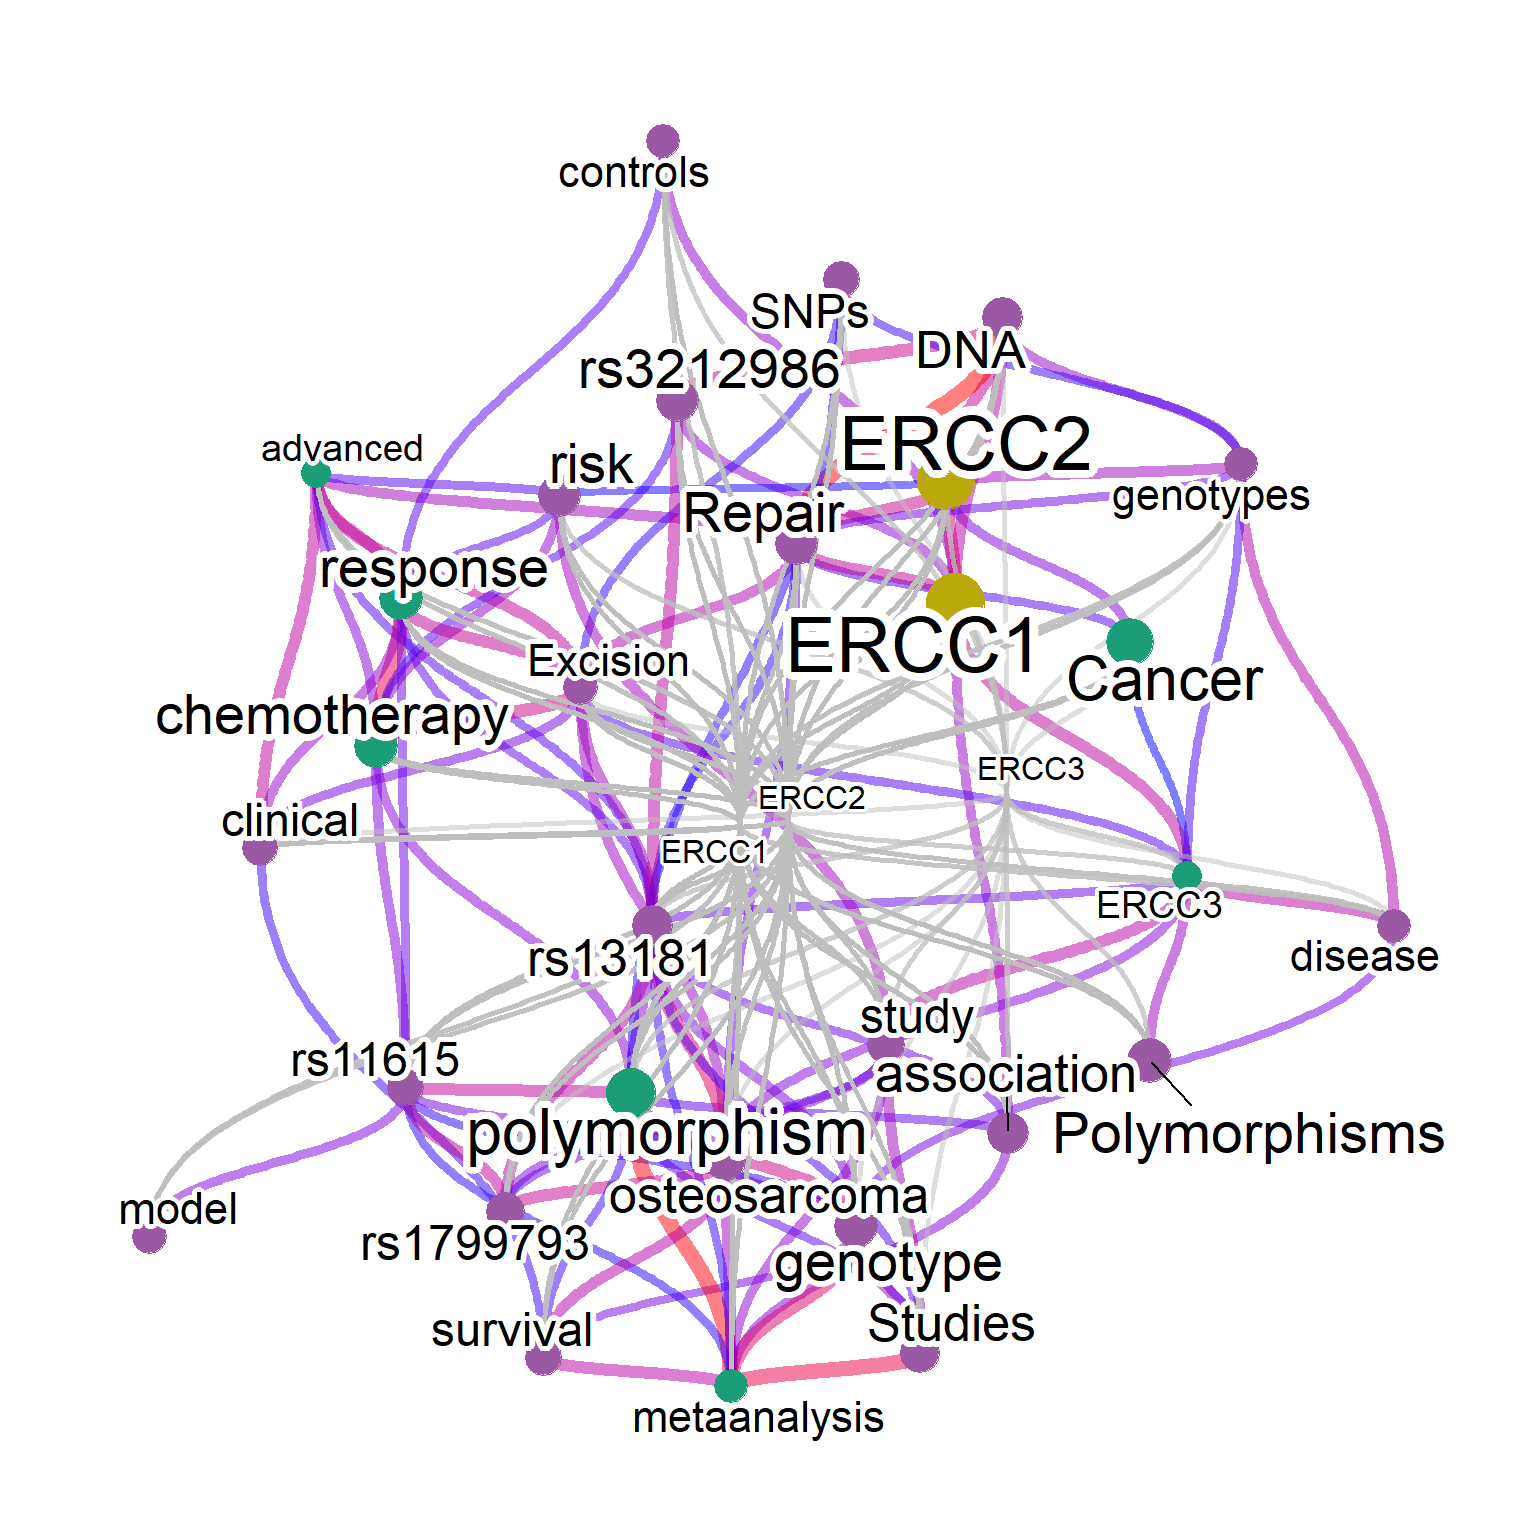 controls
SNPs
DNA
rs3212986
ERCC2
advanced
risk
genotypes
Repair
response
ERCC1
Excision
Cancer
chemotherapy
ERCC3
ERCC2
clinical
ERCC1
ERCC3
rs13181
disease
study
rs11615
association
polymorphism
Polymorphisms
osteosarcoma
model
rs1799793
genotype
survival
Studies
metaanalysis